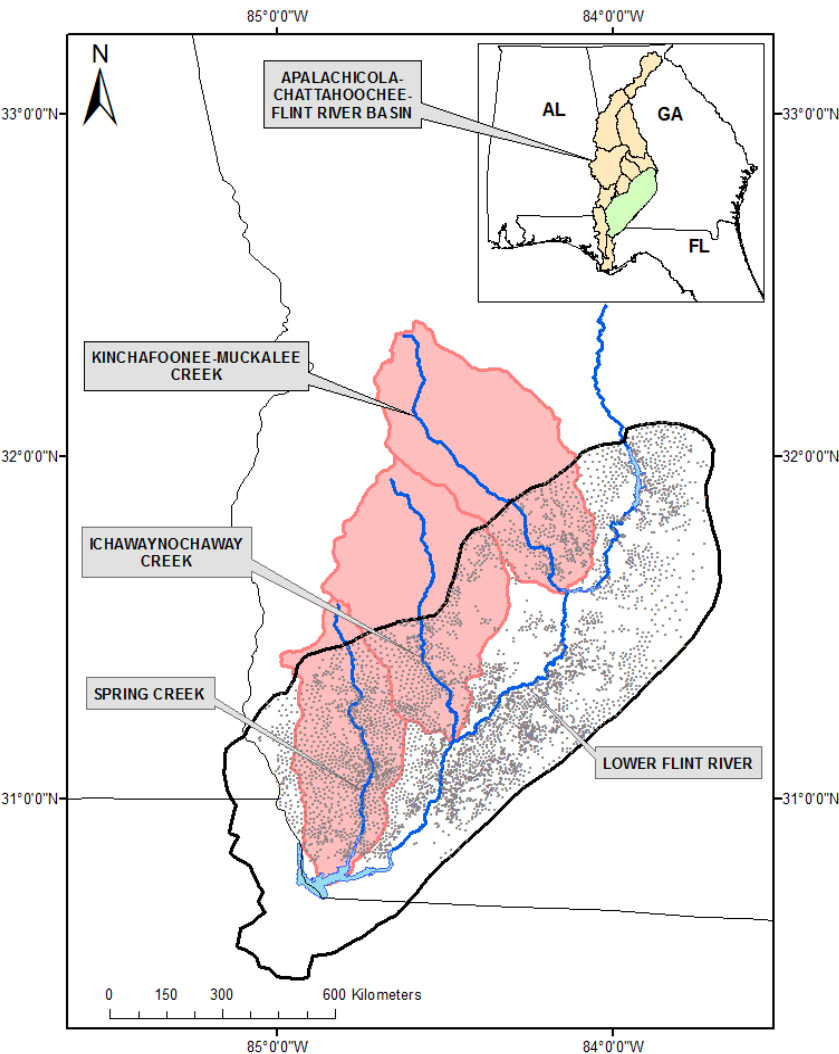 85°0'0"W
84°0'0"W
N
APALACHICOLA-
CHATTAHOOCHEE-
FLINT RIVER BASIN
AL
GA
FL
33°0'0"N
33°0'0"N
KINCHAFOONEE-MUCKALEE
CREEK
32°0'0"N
32°0'0"N
ICHAWAYNOCHAWAY
CREEK
SPRING CREEK
LOWER FLINT RIVER
31°0'0"N
31°0'0"N
0 150 300 600 Kilometers
85°0'0"W
84°0'0"W